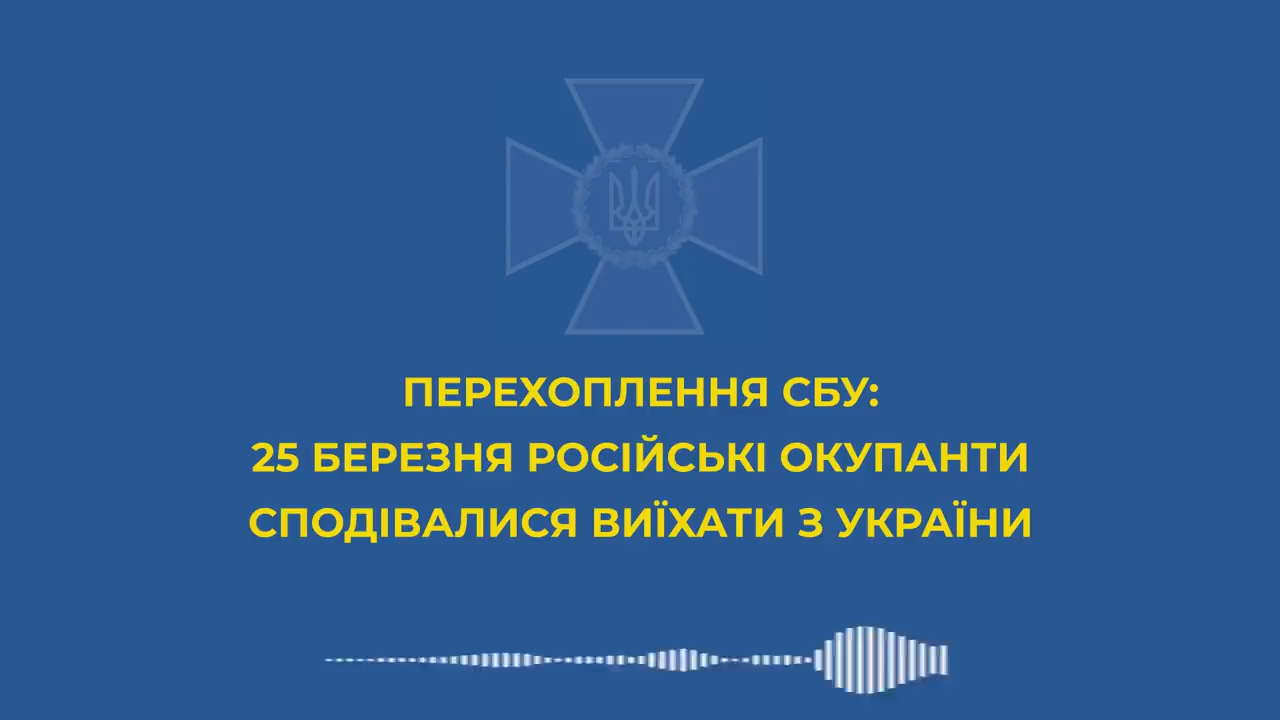 ПЕРЕХОПЛЕННЯ СБУ:
25 БЕРЕЗНЯ РОСІЙСЬКІ ОКУПАНТИ
СПОДІВАЛИСЯ ВИЇХАТИ З УКРАЇНИ